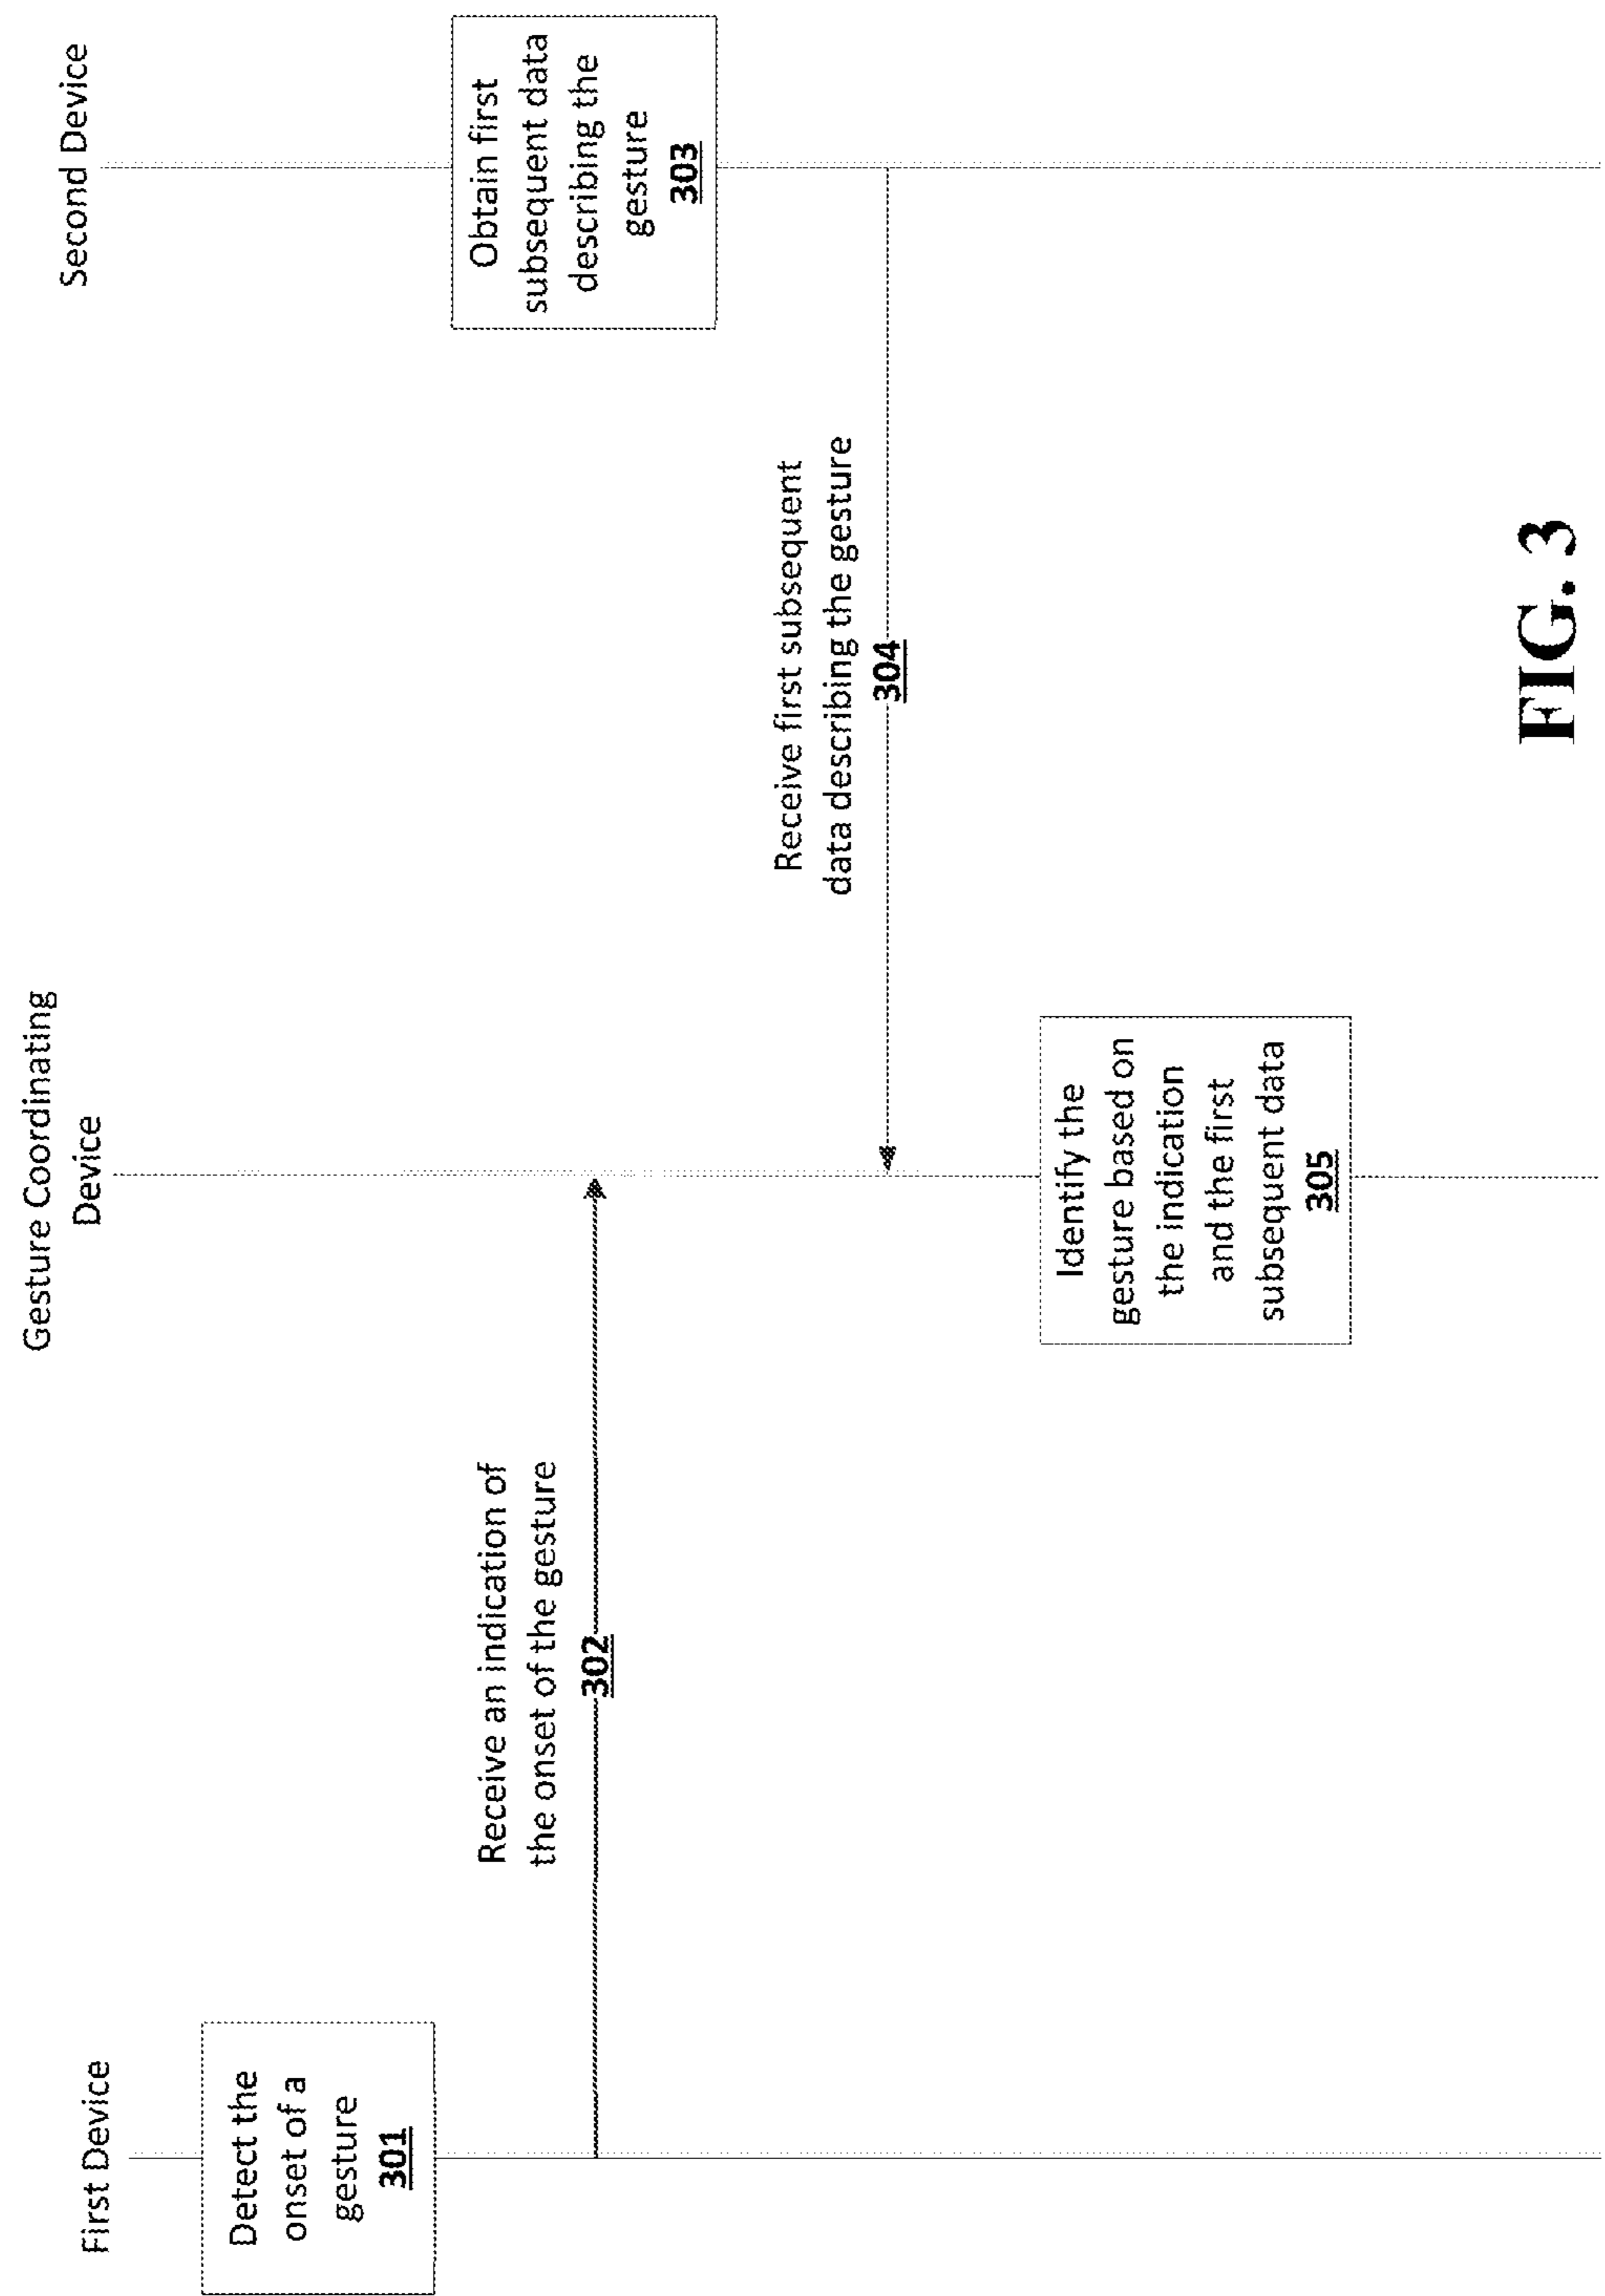 First Device
Gesture Coordinating
Device
Second Device
Detect the
onset of a
gesture
301
Receive an indication of
the onset of the gesture
302
Obtain first
subsequent data
describing the
gesture
303
Receive first subsequent
data describing the gesture
304
Identify the
gesture based on
the indication
and the first
subsequent data
305
FIG. 3